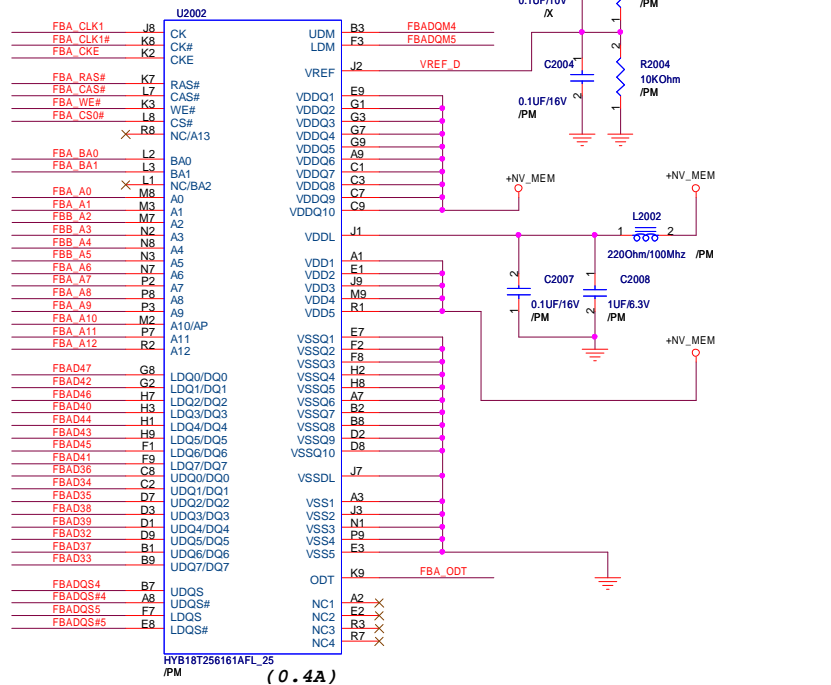 U2002
FBA_CLK1 J8 CK
FBA_CLK1# K8 CK#
FBA_CKE K2 CKE
FBA_RAS# K7 RAS#
FBA_CAS# L7 CAS#
FBA_WE# K3 WE#
FBA_CS0# L8 CS#
R8 NC/A13
FBA_BA0 L2 BA0
FBA_BA1 L3 BA1
L1 NC/BA2
FBA_A0 M8 A0
FBA_A1 M3 A1
FBB_A2 M7 A2
FBB_A3 N2 A3
FBB_A4 N8 A4
FBB_A5 N3 A5
FBA_A6 N7 A6
FBA_A7 P2 A7
FBA_A8 P8 A8
FBA_A9 P3 A9
FBA_A10 M2 A10/AP
FBA_A11 P7 A11
FBA_A12 R2 A12
FBAD47 G8 LDQ0/DQ0
FBAD42 G2 LDQ1/DQ1
FBAD46 H7 LDQ2/DQ2
FBAD40 H3 LDQ3/DQ3
FBAD44 H1 LDQ4/DQ4
FBAD43 H9 LDQ5/DQ5
FBAD45 F1 LDQ6/DQ6
FBAD41 F9 LDQ7/DQ7
FBAD36 C8 UDQ0/DQ0
FBAD34 C2 UDQ1/DQ1
FBAD35 D7 UDQ2/DQ2
FBAD38 D3 UDQ3/DQ3
FBAD39 D1 UDQ4/DQ4
FBAD32 D9 UDQ5/DQ5
FBAD37 B1 UDQ6/DQ6
FBAD33 B9 UDQ7/DQ7
FBADQS4 B7 UDQS
FBADQS#4 A8 UDQS#
FBADQS5 F7 LDQS
FBADQS#5 E8 LDQS#
UDM B3 FBADQM4
LDM F3 FBADQM5
VREF J2 VREF_D
VDDQ1 E9
VDDQ2 G1
VDDQ3 G3
VDDQ4 G7
VDDQ5 G9
VDDQ6 A9
VDDQ7 C1
VDDQ8 C3
VDDQ9 C7
VDDQ10 C9
VDDL J1
VDD1 A1
VDD2 E1
VDD3 J9
VDD4 M9
VDD5 R1
VSSQ1 E7
VSSQ2 F2
VSSQ3 F8
VSSQ4 H2
VSSQ5 H8
VSSQ6 A7
VSSQ7 B2
VSSQ8 B8
VSSQ9 D2
VSSQ10 D8
VSSDL J7
VSS1 A3
VSS2 J3
VSS3 N1
VSS4 P9
VSS5 E3
ODT K9 FBA_ODT
NC1 A2
NC2 E2
NC3 R3
NC4 R7
HYB18T256161AFL_25
/PM
(0.4A)
0.1UF/10V
/X
1
/PM
C2004
1
2
0.1UF/16V
/PM
2
1
R2004
10KOhm
/PM
+NV_MEM
+NV_MEM
L2002
1 2
220Ohm/100Mhz /PM
2
1
C2007
0.1UF/16V
/PM
1
2
C2008
1UF/6.3V
/PM
+NV_MEM